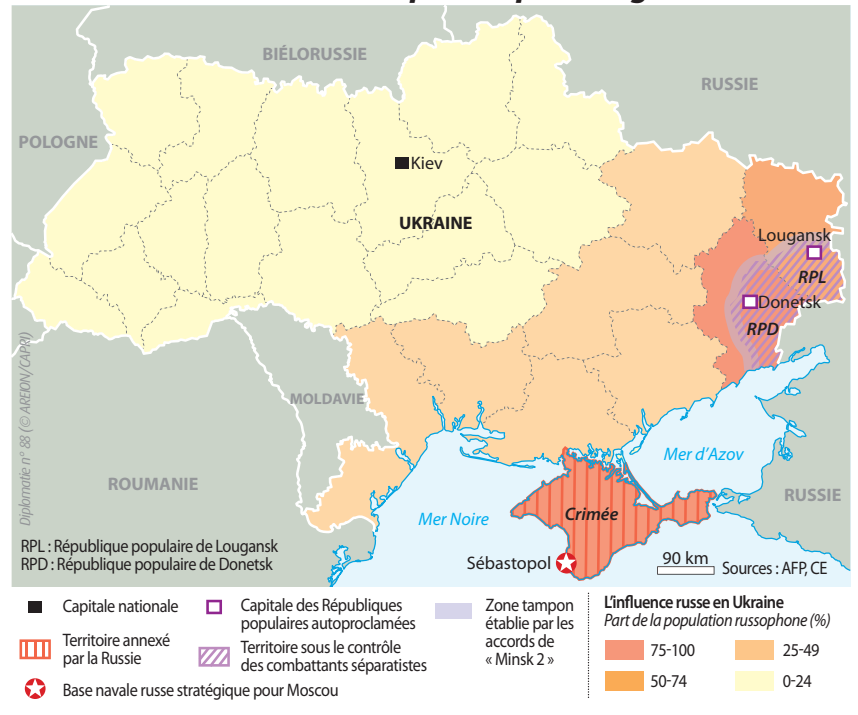 BIÉLORUSSIE
RUSSIE
POLOGNE
Kiev
UKRAINE
Lougansk
RPL
Donetsk
RPD
MOLDAVIE
Mer d'Azov
ROUMANIE
RUSSIE
Mer Noire
Crimée
Sébastopol
90 km
Sources : AFP, CE
Diplomatie n° 88 (© AREION/CAPRI)
RPL : République populaire de Lougansk
RPD : République populaire de Donetsk
Capitale nationale
Territoire annexé
par la Russie
Base navale russe stratégique pour Moscou
Capitale des Républiques
populaires autoproclamées
Territoire sous le contrôle
des combattants séparatistes
Zone tampon
établie par les
accords de
« Minsk 2 »
L'influence russe en Ukraine
Part de la population russophone (%)
75-100
25-49
50-74
0-24